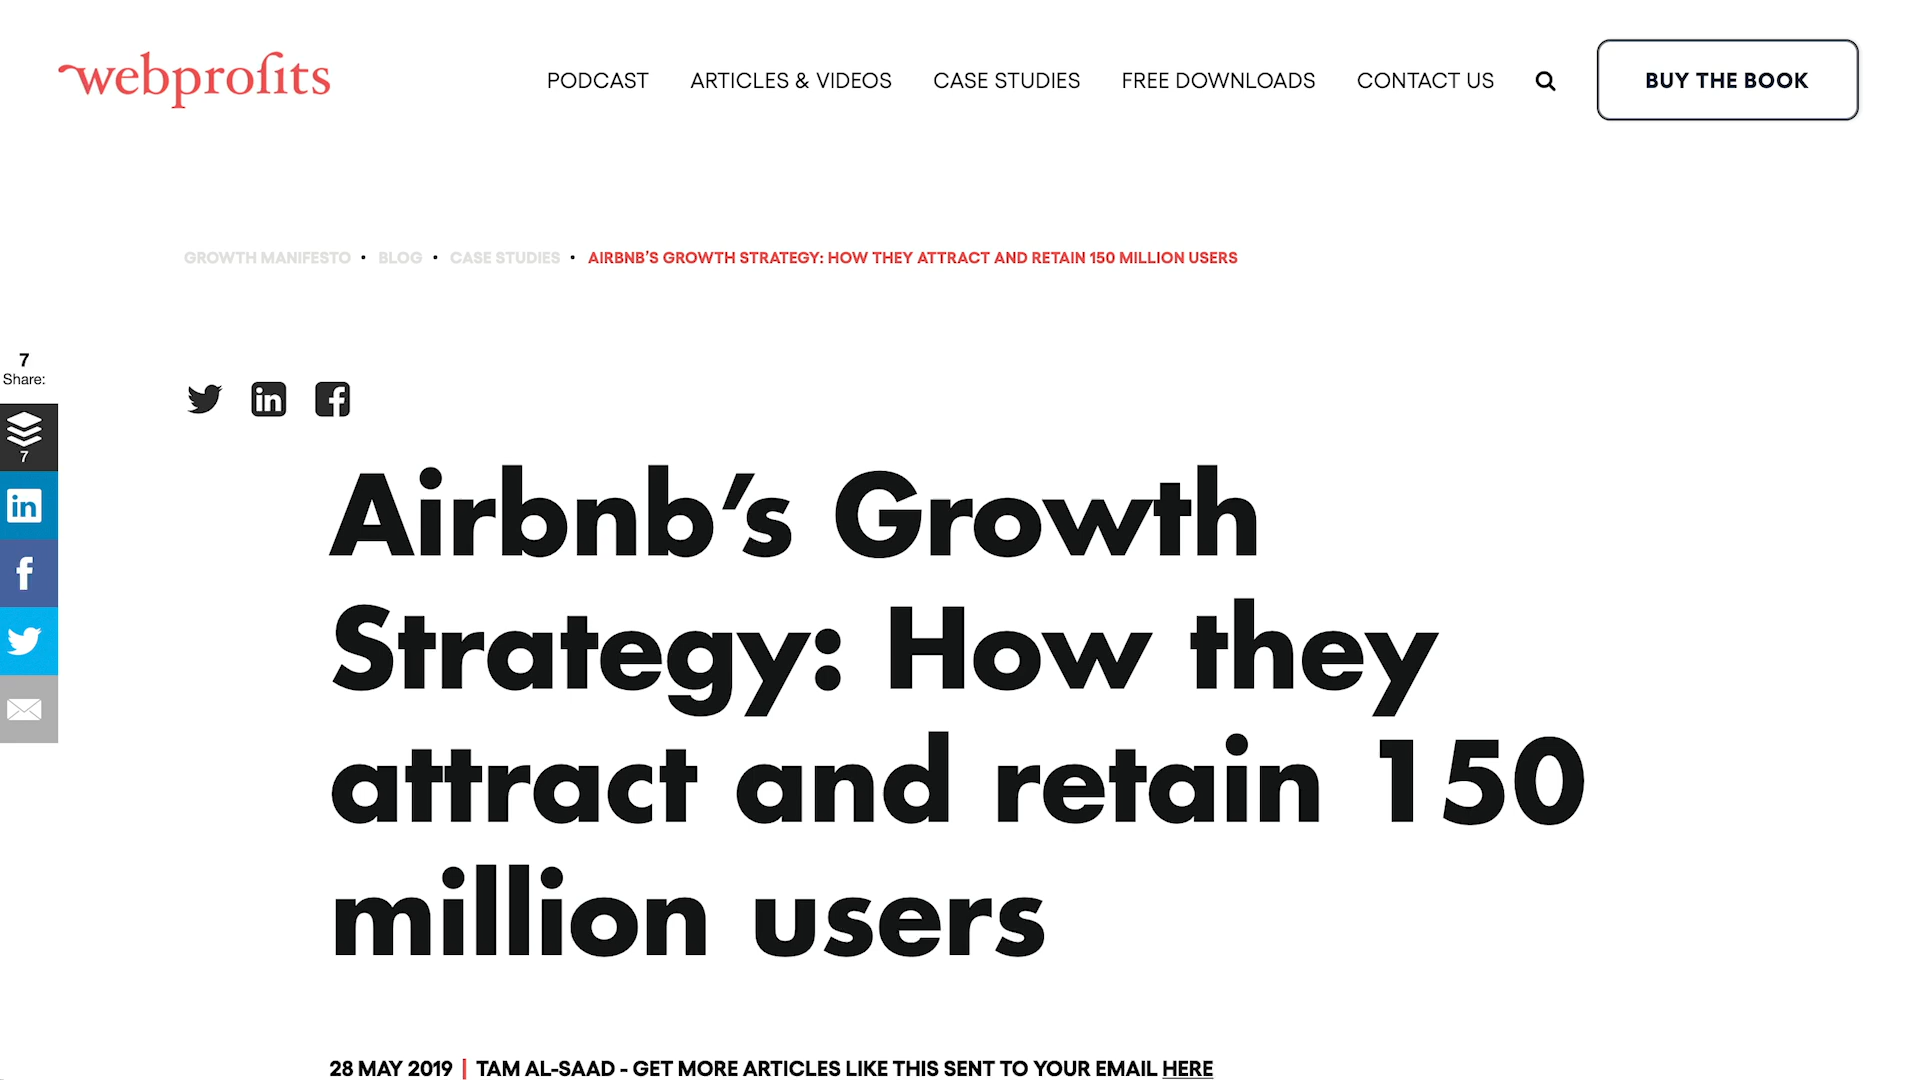 webprofits
PODCAST ARTICLES & VIDEOS CASE STUDIES FREE DOWNLOADS CONTACT US BUY THE BOOK
GROWTH MANIFESTO • BLOG • CASE STUDIES • AIRBNB’S GROWTH STRATEGY: HOW THEY ATTRACT AND RETAIN 150 MILLION USERS
7
Share:
7
Airbnb’s Growth
Strategy: How they
attract and retain 150
million users
28 MAY 2019 | TAM AL-SAAD - GET MORE ARTICLES LIKE THIS SENT TO YOUR EMAIL HERE